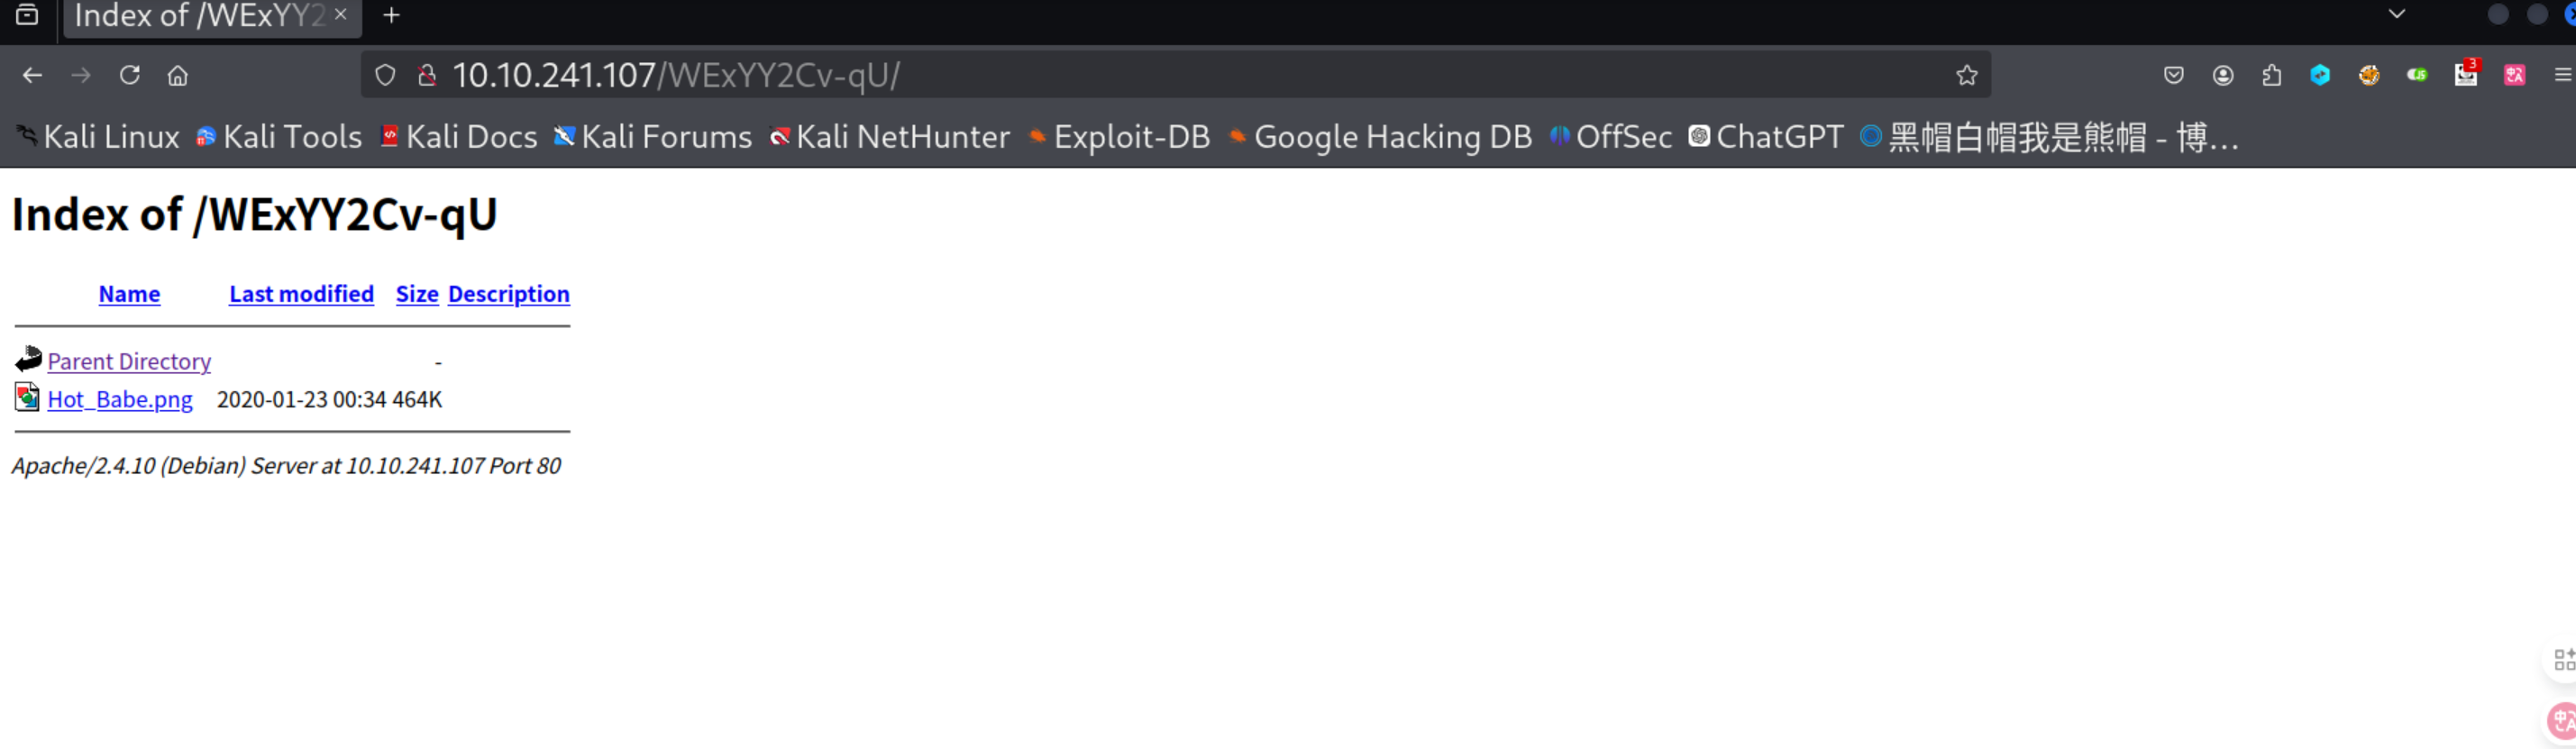 Index of /WExYY2
10.10.241.107/WExYY2Cv-qU/
3
Kali Linux Kali Tools Kali Docs Kali Forums Kali NetHunter Exploit-DB Google Hacking DB OffSec ChatGPT 黑帽白帽我是熊帽 - 博…
Index of /WExYY2Cv-qU
Name Last modified Size Description
Parent Directory -
Hot_Babe.png 2020-01-23 00:34 464K
Apache/2.4.10 (Debian) Server at 10.10.241.107 Port 80